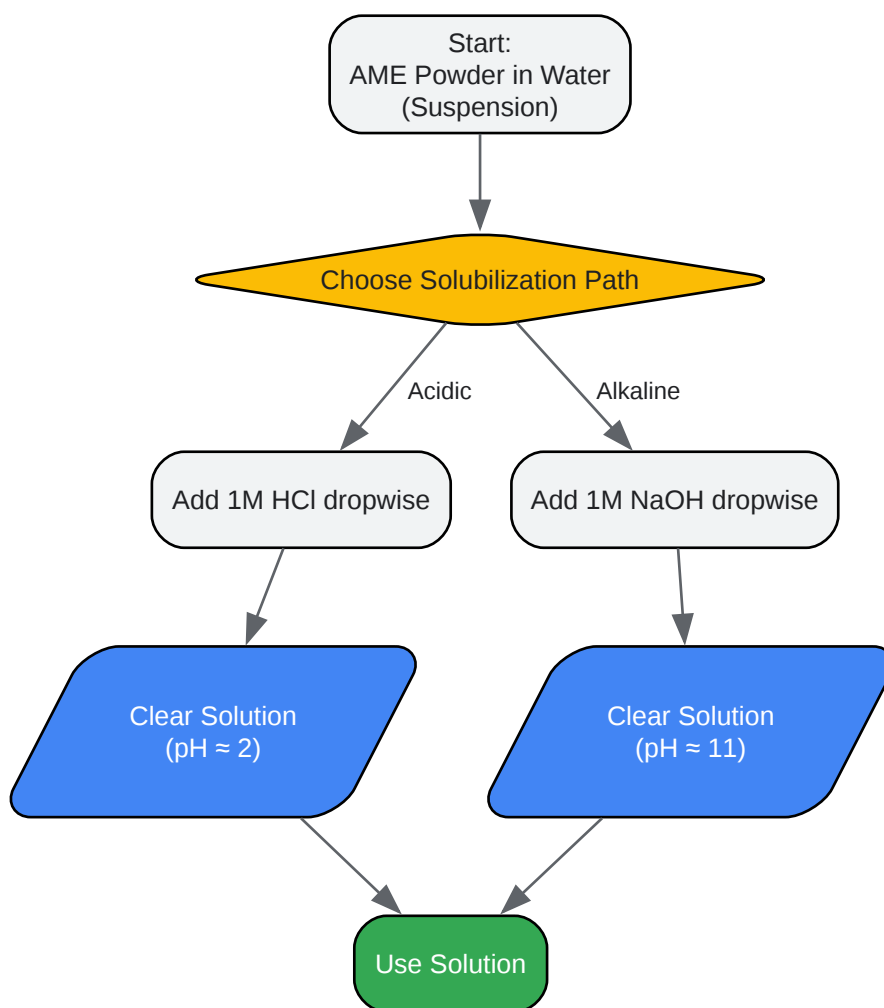 Start:
AME Powder in Water
(Suspension)
Choose Solubilization Path
Acidic
Alkaline
Add 1M HCl dropwise
Add 1M NaOH dropwise
Clear Solution
(pH ≈ 2)
Clear Solution
(pH ≈ 11)
Use Solution